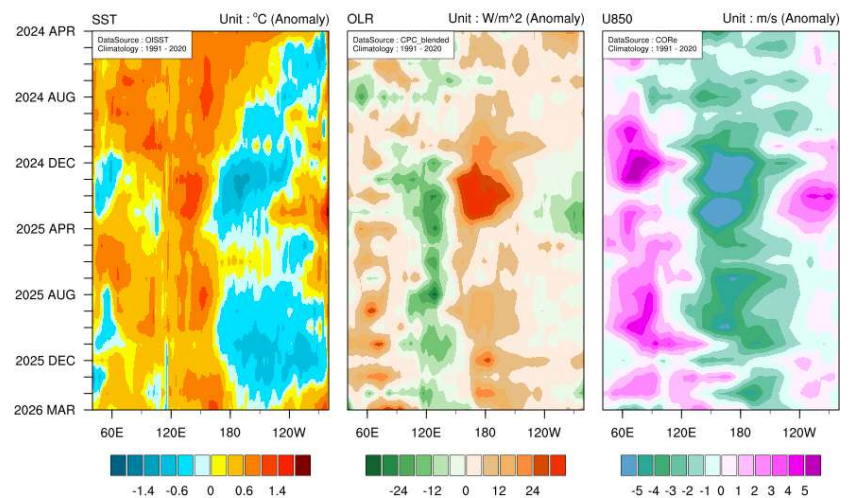 SST Unit : °C (Anomaly)
OLR Unit : W/m^2 (Anomaly)
U850 Unit : m/s (Anomaly)
DataSource : OISST
Climatology : 1991 - 2020
DataSource : CPC_blended
Climatology : 1991 - 2020
DataSource : CORe
Climatology : 1991 - 2020
2024 APR
2024 AUG
2024 DEC
2025 APR
2025 AUG
2025 DEC
2026 MAR
60E 120E 180 120W
60E 120E 180 120W
60E 120E 180 120W
-1.4 -0.6 0 0.6 1.4
-24 -12 0 12 24
-5 -4 -3 -2 -1 0 1 2 3 4 5